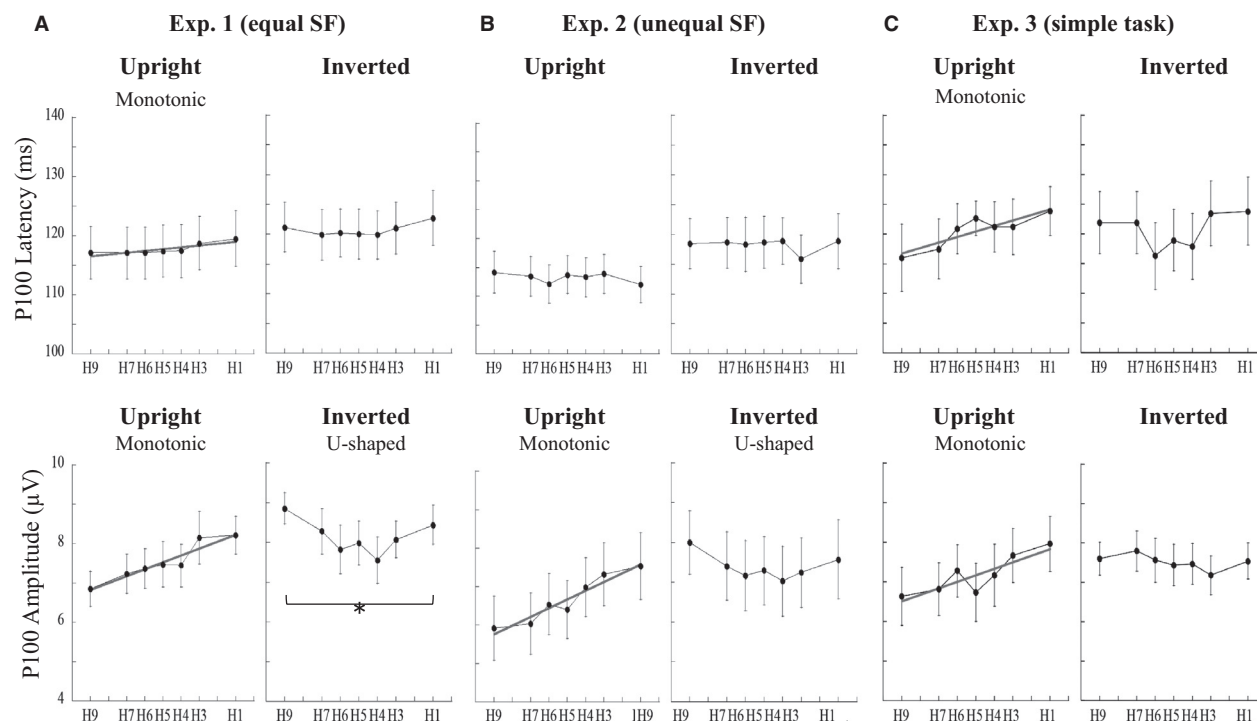 A Exp. 1 (equal SF) B Exp. 2 (unequal SF) C Exp. 3 (simple task)
Upright Inverted Upright Inverted Upright Inverted
Monotonic Monotonic
P100 Latency (ms)
140
130
120
110
100
H9 H7 H6 H5 H4 H3 H1 H9 H7 H6 H5 H4 H3 H1 H9 H7 H6 H5 H4 H3 H1 H9 H7 H6 H5 H4 H3 H1 H9 H7 H6 H5 H4 H3 H1 H9 H7 H6 H5 H4 H3 H1
Upright Inverted Upright Inverted Upright Inverted
Monotonic U-shaped Monotonic U-shaped Monotonic
P100 Amplitude (µV)
10
8
6
4
*
H9 H7 H6 H5 H4 H3 H1 H9 H7 H6 H5 H4 H3 H1 H9 H7 H6 H5 H4 H3 1H9 H9 H7 H6 H5 H4 H3 H1 H9 H7 H6 H5 H4 H3 H1 H9 H7 H6 H5 H4 H3 H1